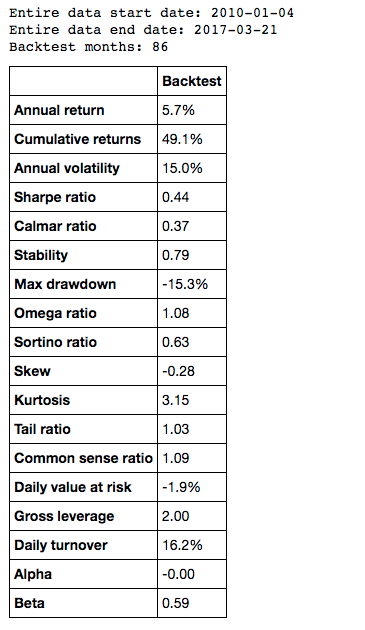 Entire data start date: 2010-01-04
Entire data end date: 2017-03-21
Backtest months: 86
Backtest
Annual return 5.7%
Cumulative returns 49.1%
Annual volatility 15.0%
Sharpe ratio 0.44
Calmar ratio 0.37
Stability 0.79
Max drawdown -15.3%
Omega ratio 1.08
Sortino ratio 0.63
Skew -0.28
Kurtosis 3.15
Tail ratio 1.03
Common sense ratio 1.09
Daily value at risk -1.9%
Gross leverage 2.00
Daily turnover 16.2%
Alpha -0.00
Beta 0.59